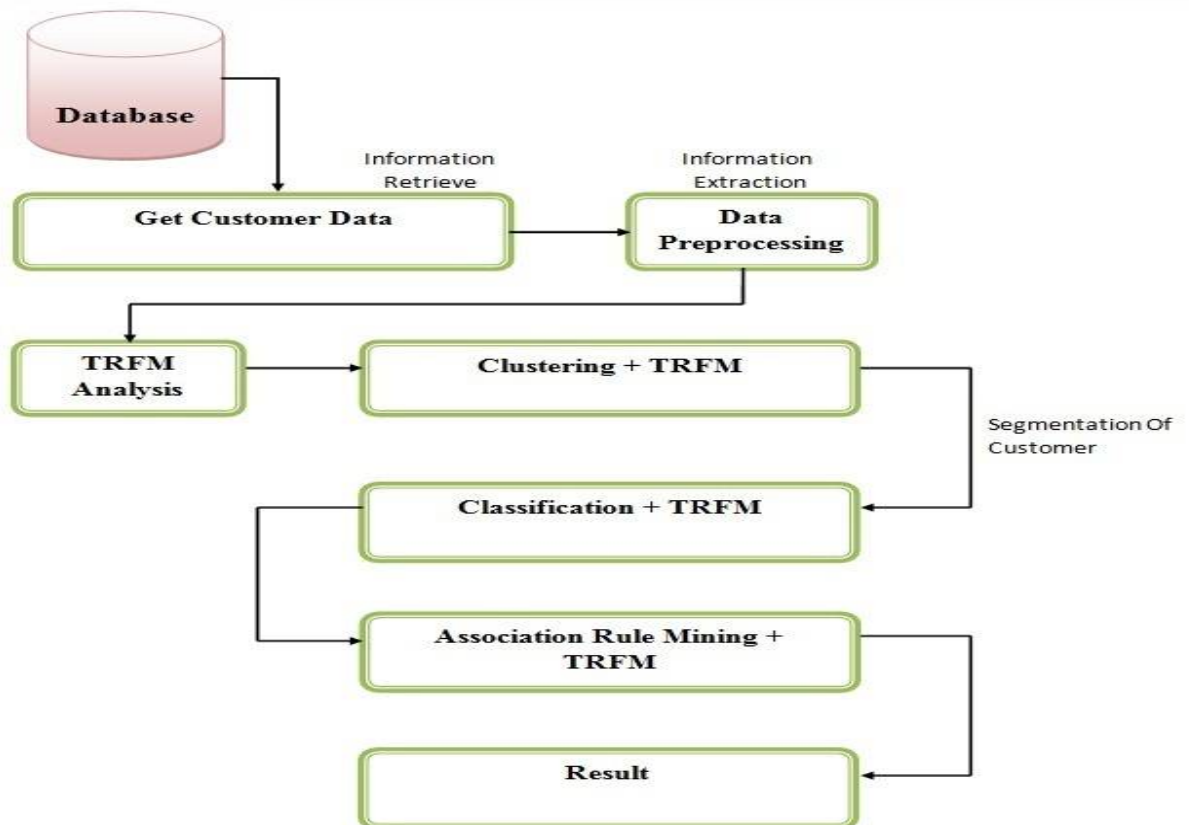 Database
Information
Retrieve
Information
Extraction
Get Customer Data
Data
Preprocessing
TRFM
Analysis
Clustering + TRFM
Segmentation Of
Customer
Classification + TRFM
Association Rule Mining +
TRFM
Result